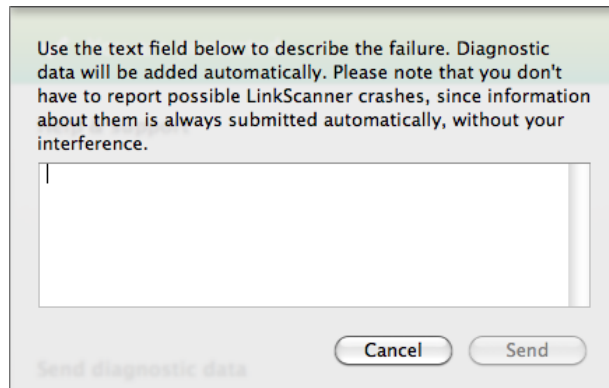 Use the text field below to describe the failure. Diagnostic
data will be added automatically. Please note that you don't
have to report possible LinkScanner crashes, since information
about them is always submitted automatically, without your
interference.
Help & support
Cancel
Send
Send diagnostic data